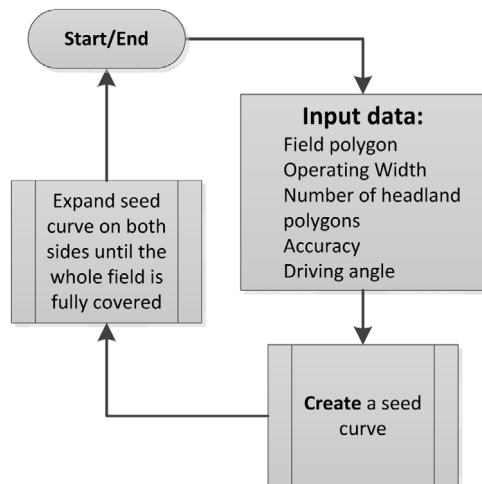 Start/End
Input data:
Field polygon
Operating Width
Number of headland
polygons
Accuracy
Driving angle
Create a seed
curve
Expand seed
curve on both
sides until the
whole field is
fully covered